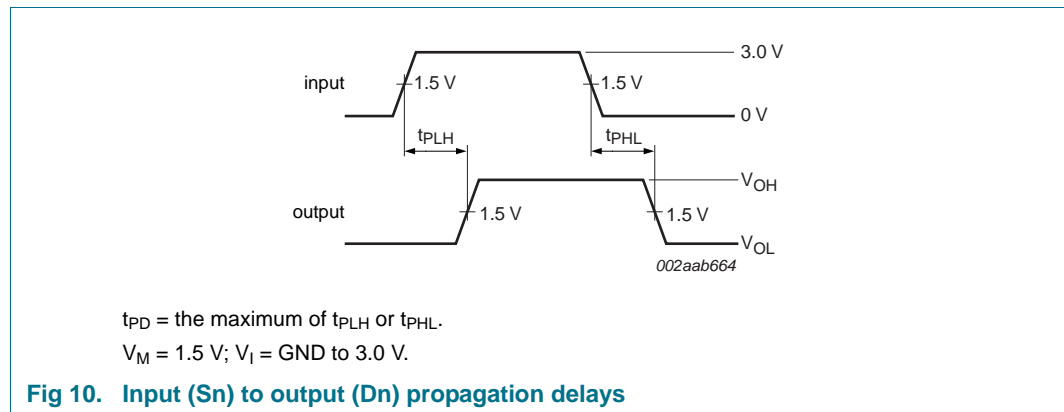 3.0 V
input
1.5 V
1.5 V
0 V
tPLH
tPHL
VOH
output
1.5 V
1.5 V
VOL
002aab664
tPD = the maximum of tPLH or tPHL.
VM = 1.5 V; VI = GND to 3.0 V.
Fig 10. Input (Sn) to output (Dn) propagation delays